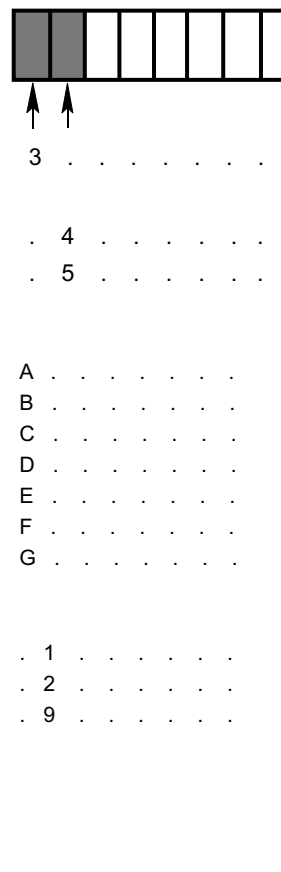 3 . . . . . . .
. 4 . . . . . .
. 5 . . . . . .
A . . . . . . .
B . . . . . . .
C . . . . . . .
D . . . . . . .
E . . . . . . .
F . . . . . . .
G . . . . . . .
. 1 . . . . . .
. 2 . . . . . .
. 9 . . . . . .